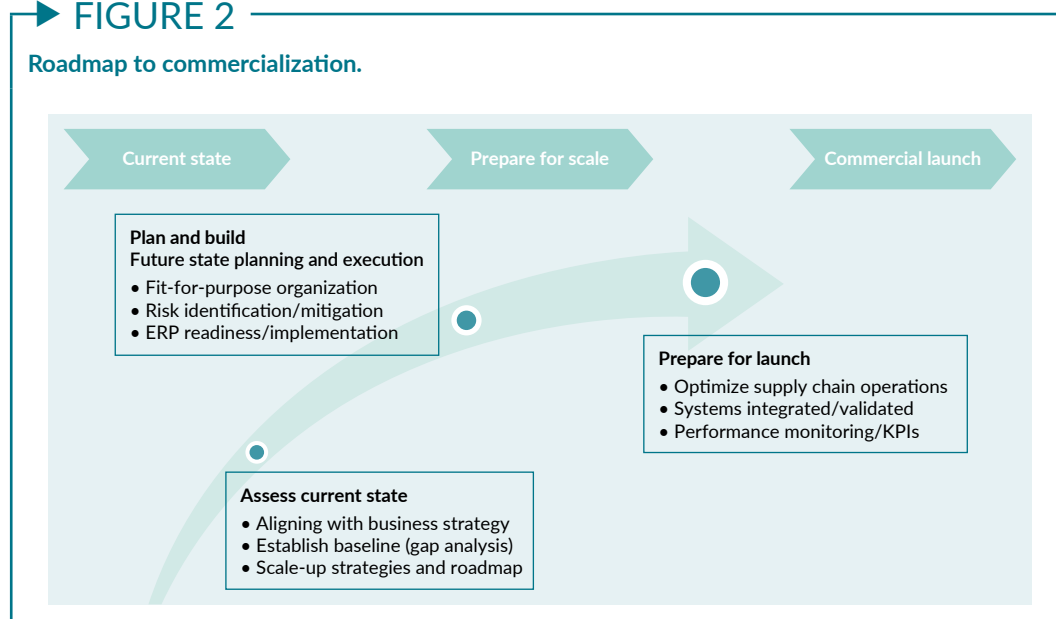 FIGURE 2
Roadmap to commercialization.
Current state
Prepare for scale
Commercial launch
Plan and build
Future state planning and execution
• Fit-for-purpose organization
• Risk identification/mitigation
• ERP readiness/implementation
Prepare for launch
• Optimize supply chain operations
• Systems integrated/validated
• Performance monitoring/KPIs
Assess current state
• Aligning with business strategy
• Establish baseline (gap analysis)
• Scale-up strategies and roadmap